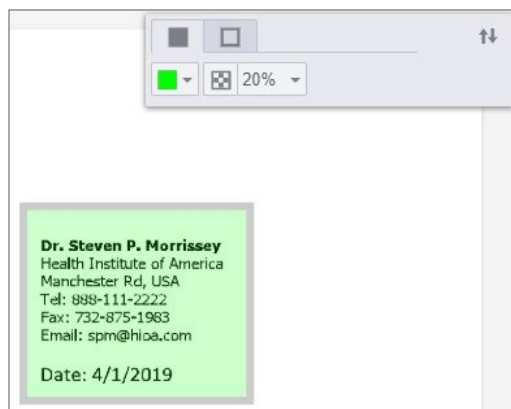 20%
Dr. Steven P. Morrissey
Health Institute of America
Manchester Rd, USA
Tel: 888-111-2222
Fax: 732-875-1983
Email: spm@hioa.com
Date: 4/1/2019